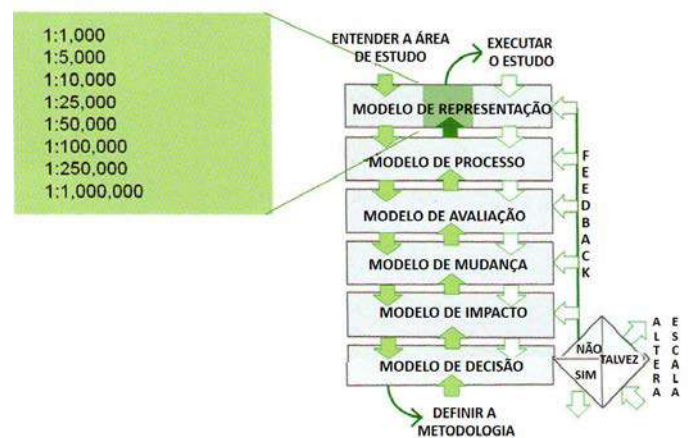 1:1,000
1:5,000
1:10,000
1:25,000
1:50,000
1:100,000
1:250,000
1:1,000,000
ENTENDER A ÁREA
DE ESTUDO
EXECUTAR
O ESTUDO
MODELO DE REPRESENTAÇÃO
MODELO DE PROCESSO
MODELO DE AVALIAÇÃO
MODELO DE MUDANÇA
MODELO DE IMPACTO
MODELO DE DECISÃO
DEFINIR A
METODOLOGIA
FEEDBACK
NÃO
TALVEZ
SIM
ALTERA
ESCALA